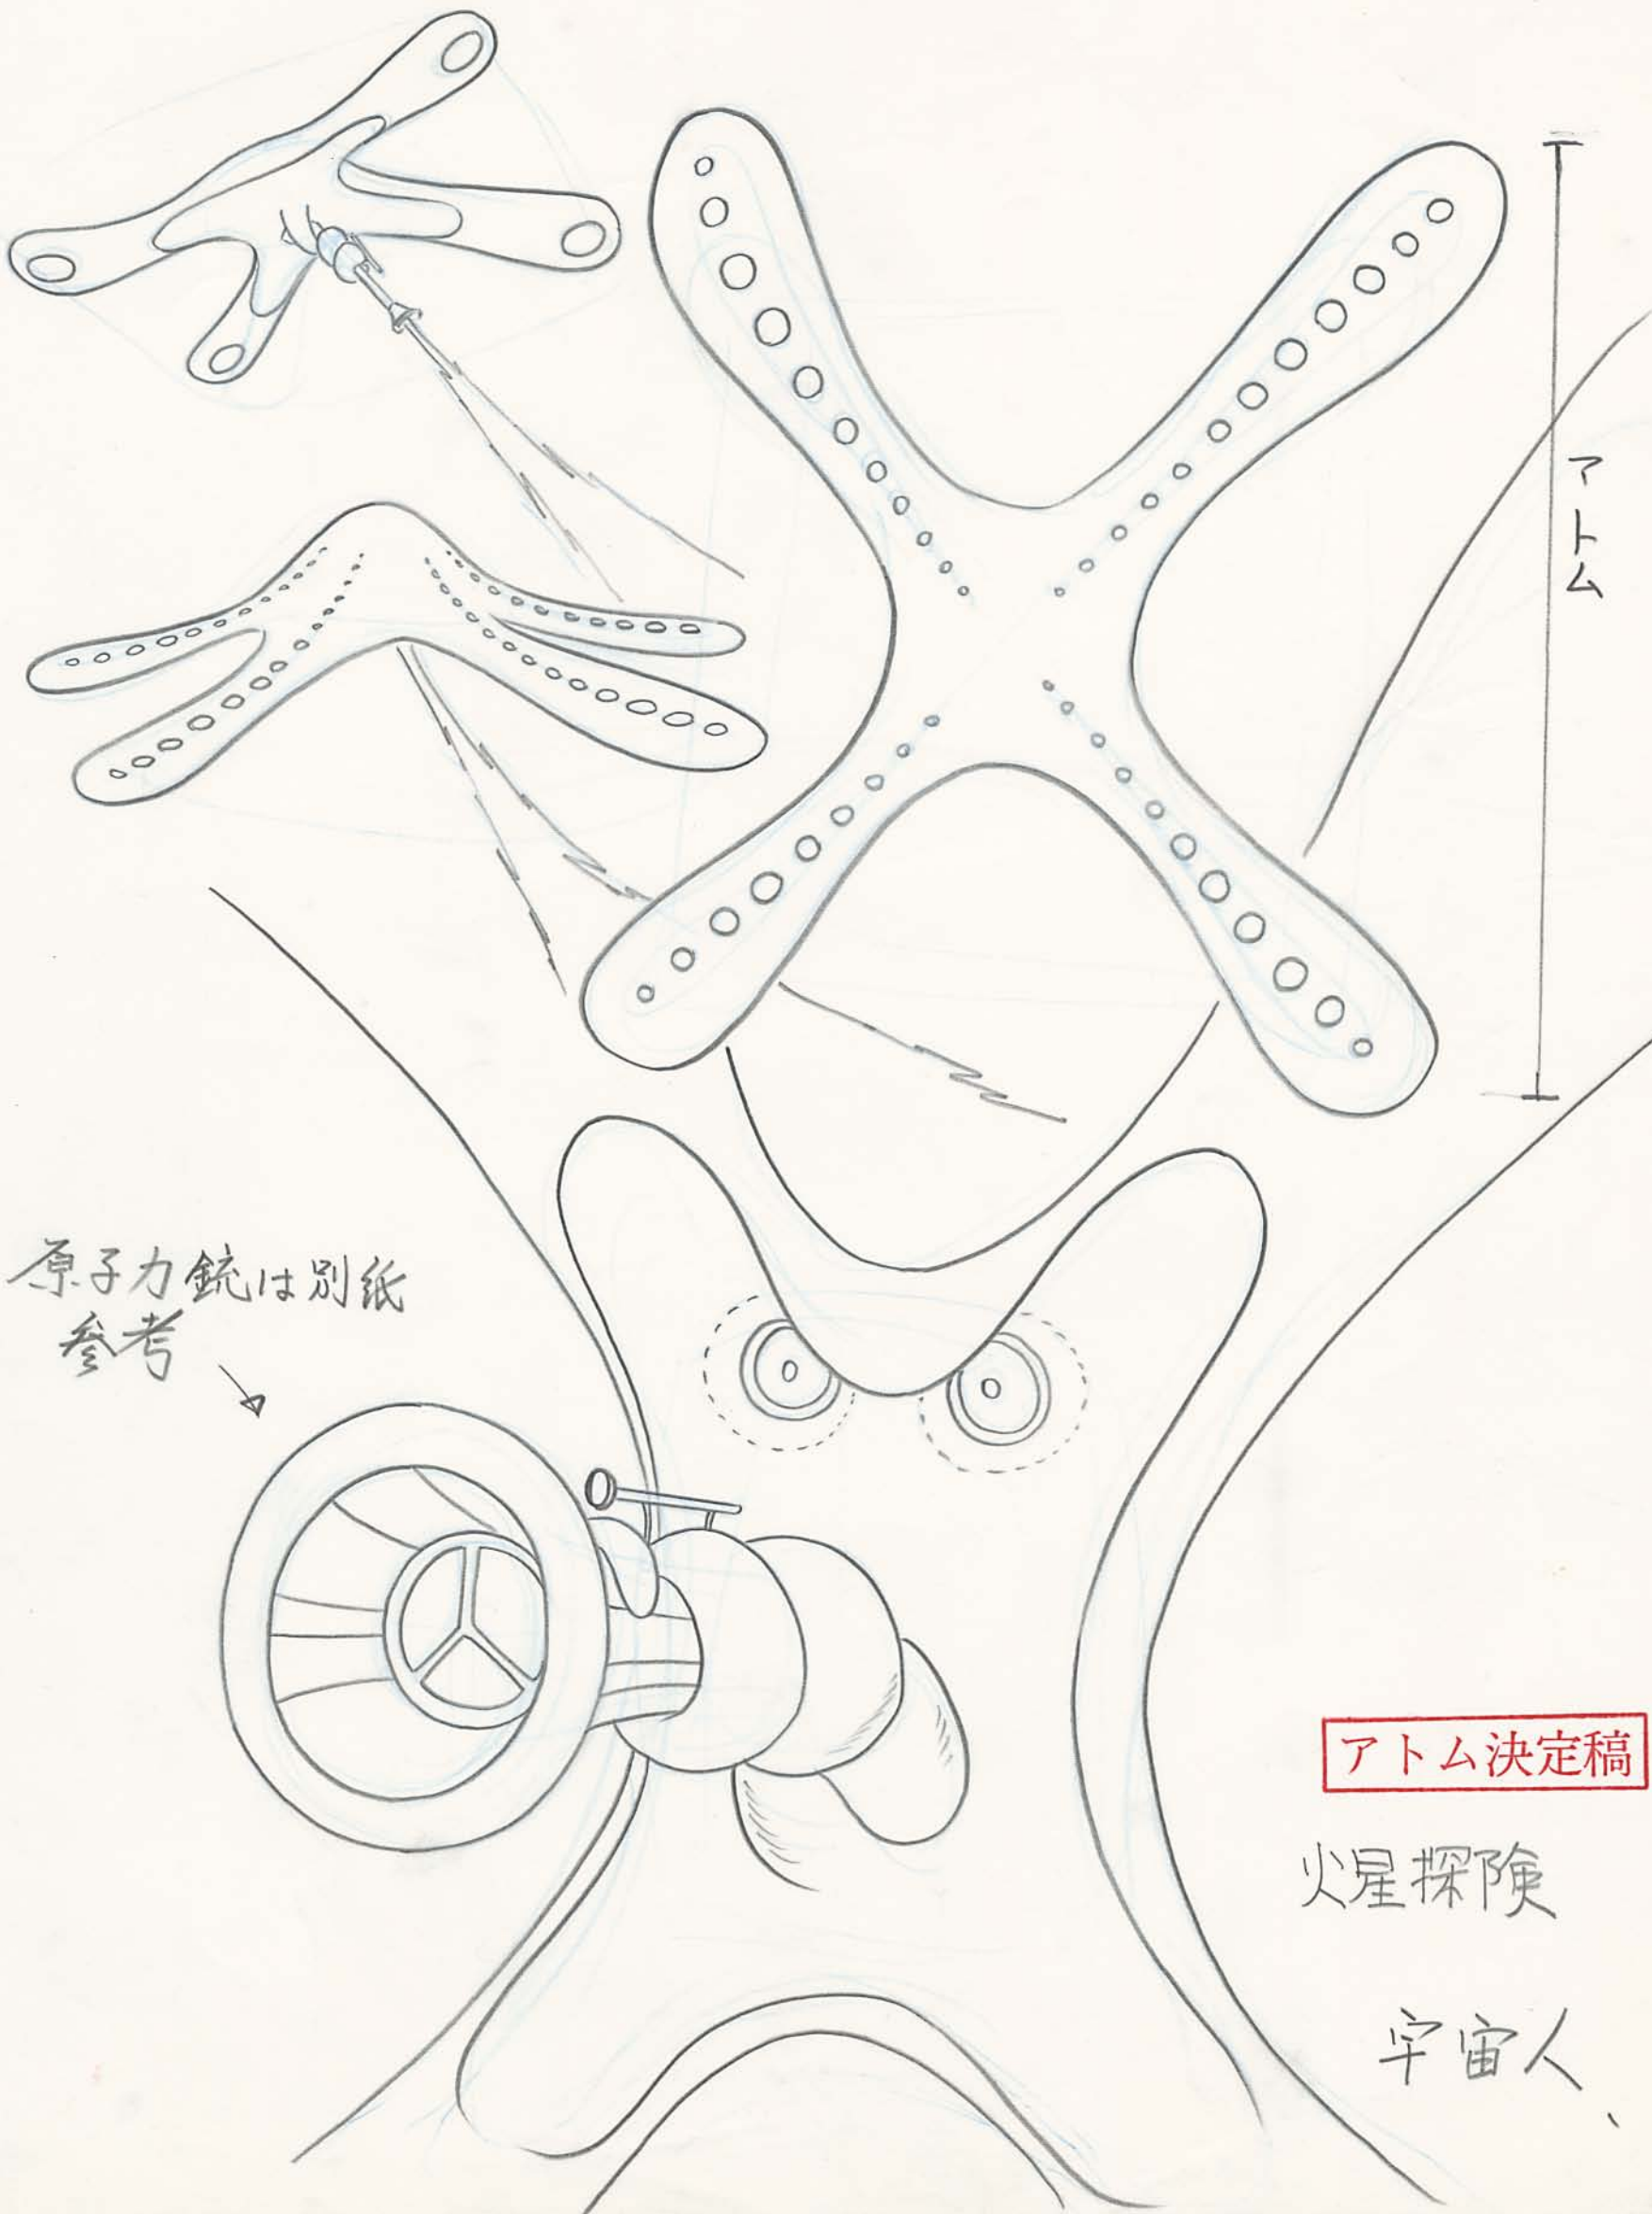 アトム
原子力銃は別紙
参考
アトム決定稿
火星探険
宇宙人